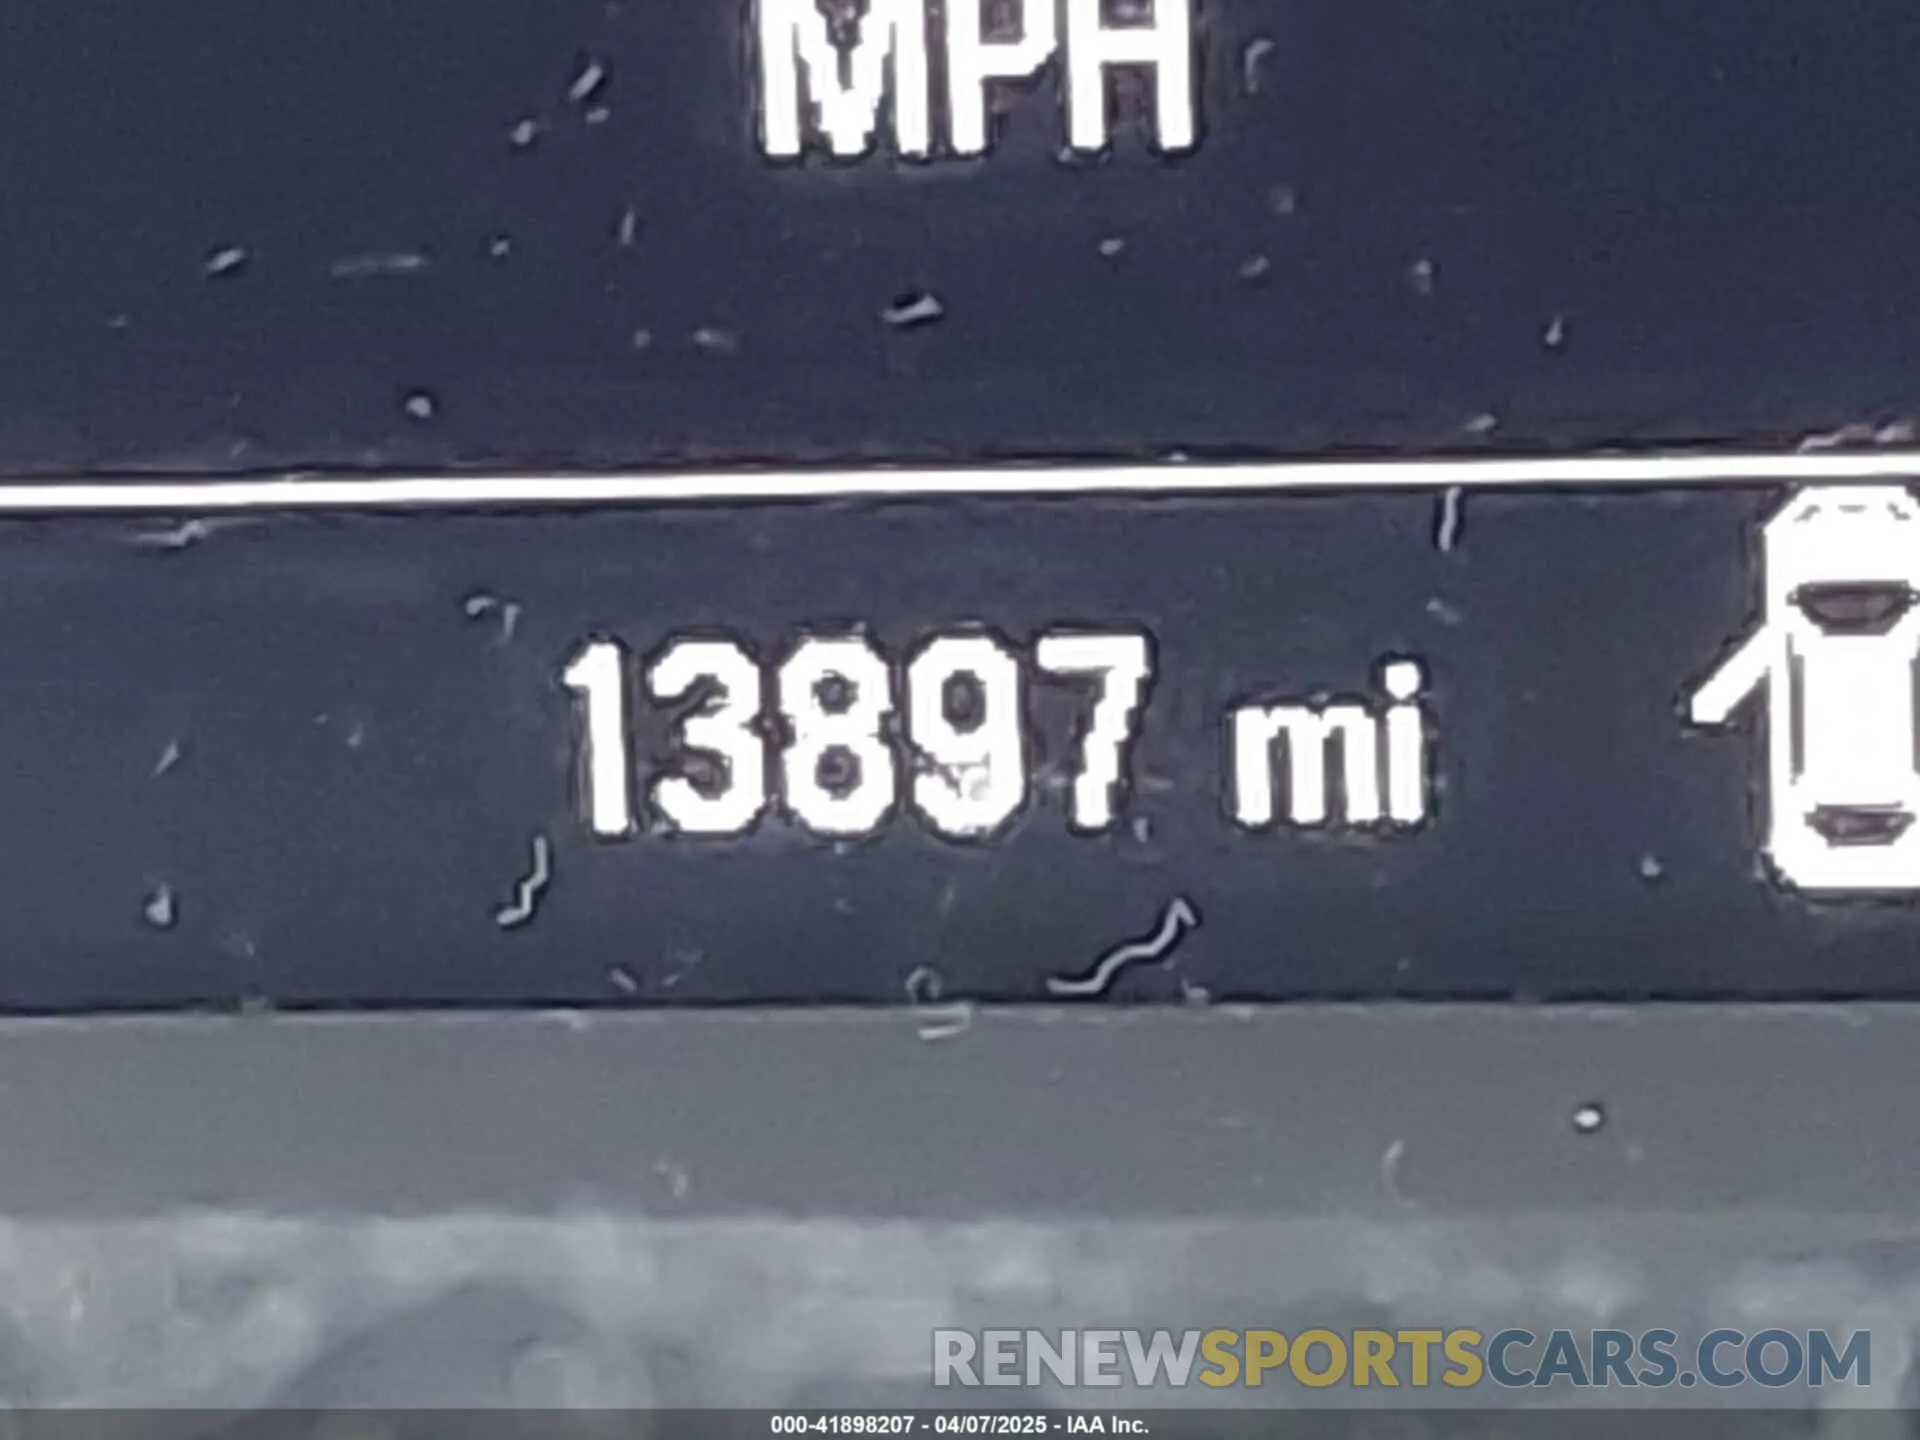 MPH
13897 mi
RENEWSPORTSCARS.COM
000-41898207 - 04/07/2025 - IAA Inc.